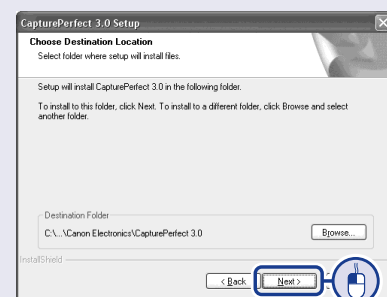 CapturePerfect 3.0 Setup
Choose Destination Location
Select folder where setup will install files.
Setup will install CapturePerfect 3.0 in the following folder.
To install to this folder, click Next. To install to a different folder, click Browse and select
another folder.
Destination Folder
C:\...\Canon Electronics\CapturePerfect 3.0
Browse...
InstallShield
< Back
Next >